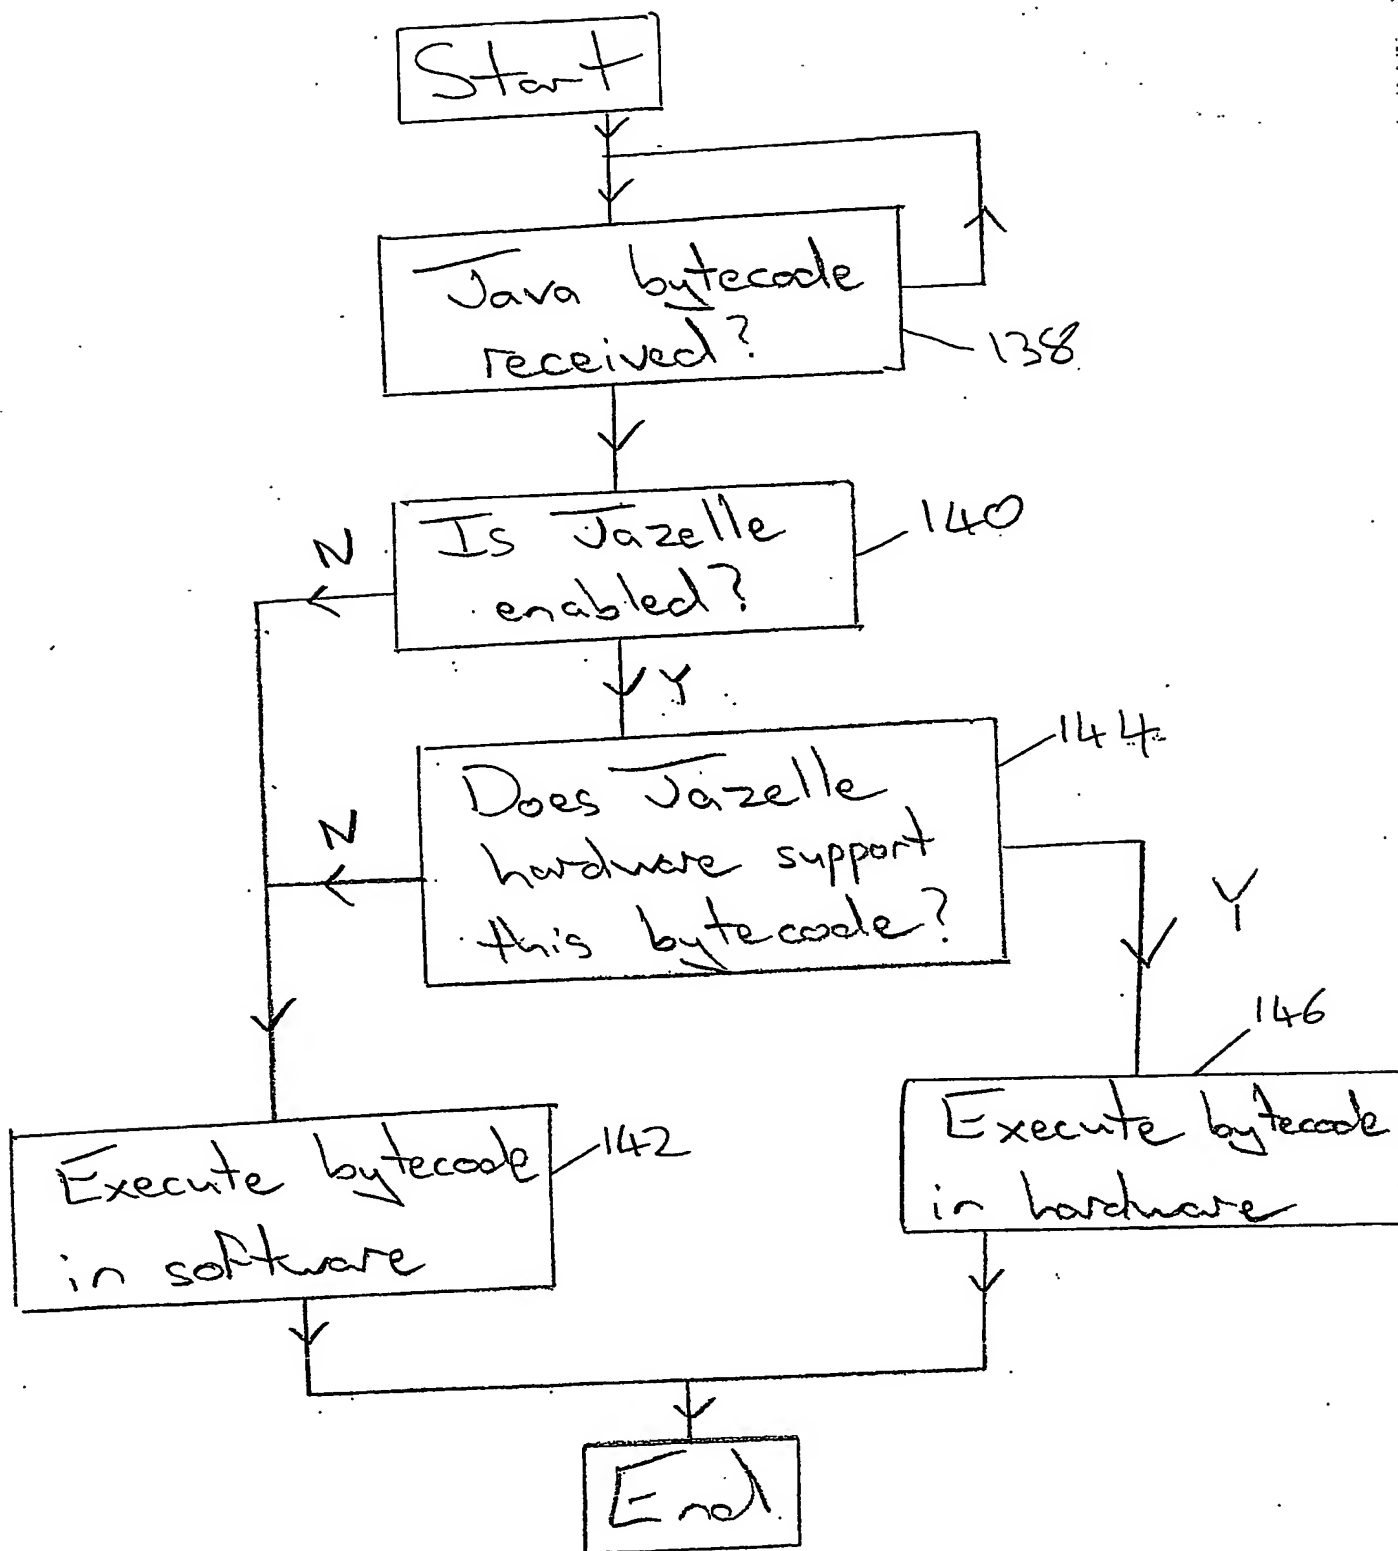 Start
Java bytecode
received?
138
Is Jazelle
enabled?
140
N
Y
Does Jazelle
hardware support
this bytecode?
144
N
Y
146
Execute bytecode
in software
142
Execute bytecode
in hardware
End